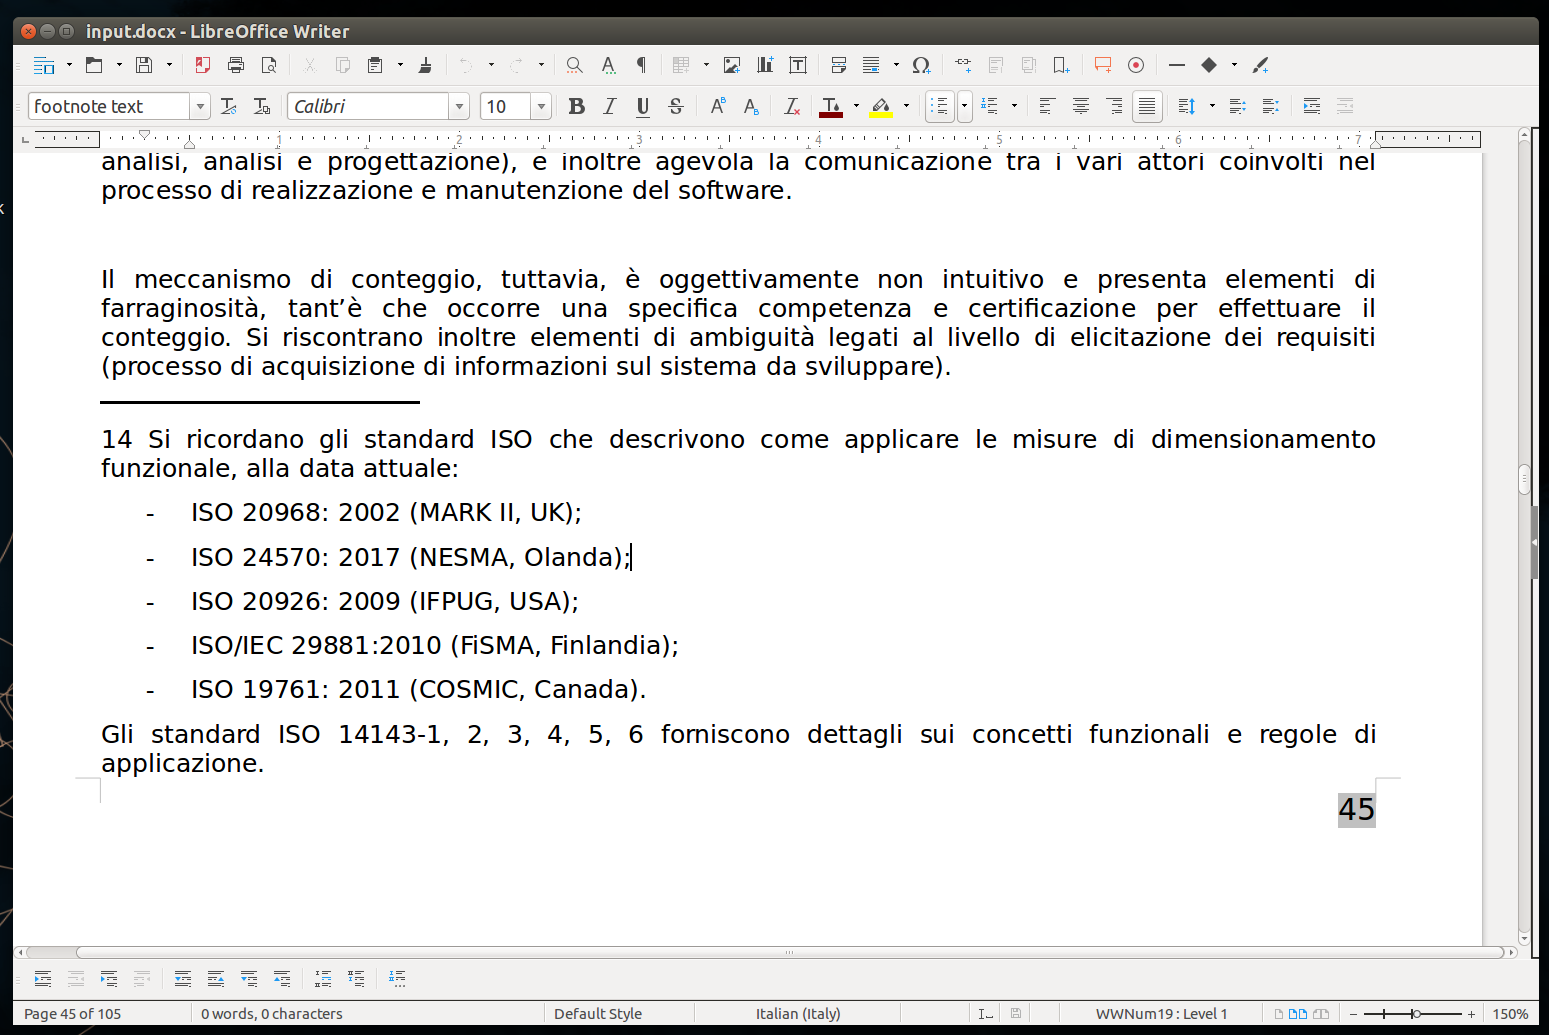 input.docx - LibreOffice Writer
footnote text
Calibri
10
1 2 3 4 5 6 7
analisi, analisi e progettazione), e inoltre agevola la comunicazione tra i vari attori coinvolti nel
processo di realizzazione e manutenzione del software.
Il meccanismo di conteggio, tuttavia, è oggettivamente non intuitivo e presenta elementi di
farraginosità, tant’è che occorre una specifica competenza e certificazione per effettuare il
conteggio. Si riscontrano inoltre elementi di ambiguità legati al livello di elicitazione dei requisiti
(processo di acquisizione di informazioni sul sistema da sviluppare).
14 Si ricordano gli standard ISO che descrivono come applicare le misure di dimensionamento
funzionale, alla data attuale:
- ISO 20968: 2002 (MARK II, UK);
- ISO 24570: 2017 (NESMA, Olanda);
- ISO 20926: 2009 (IFPUG, USA);
- ISO/IEC 29881:2010 (FiSMA, Finlandia);
- ISO 19761: 2011 (COSMIC, Canada).
Gli standard ISO 14143-1, 2, 3, 4, 5, 6 forniscono dettagli sui concetti funzionali e regole di
applicazione.
45
Page 45 of 105
0 words, 0 characters
Default Style
Italian (Italy)
WWNum19 : Level 1
150%